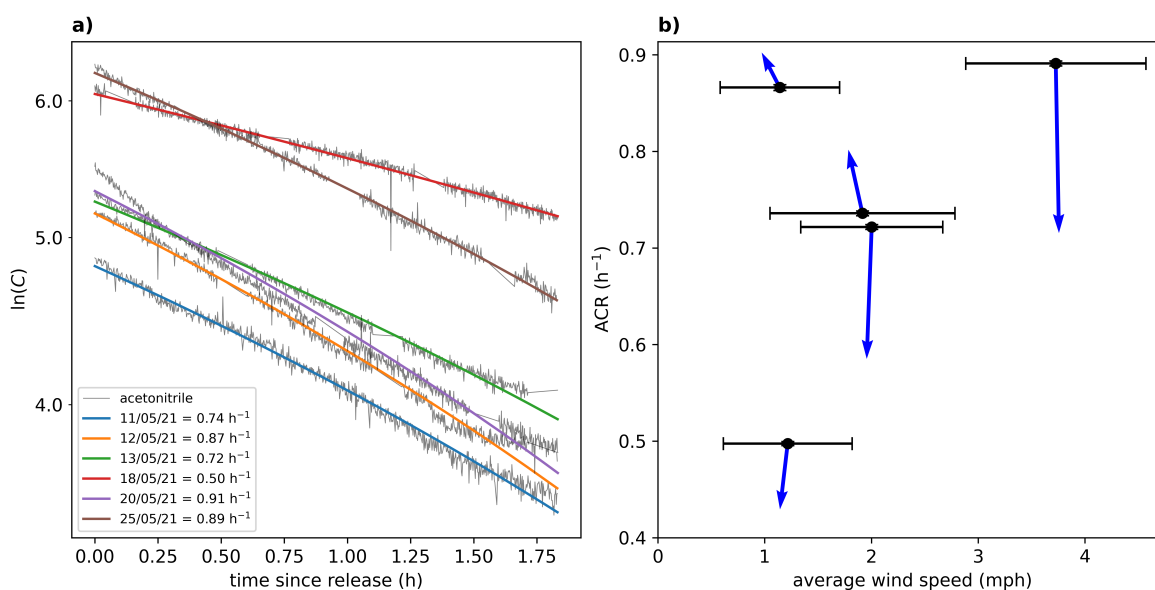 a)
ln(C)
6.0
5.0
4.0
acetonitrile
11/05/21 = 0.74 h⁻¹
12/05/21 = 0.87 h⁻¹
13/05/21 = 0.72 h⁻¹
18/05/21 = 0.50 h⁻¹
20/05/21 = 0.91 h⁻¹
25/05/21 = 0.89 h⁻¹
0.00 0.25 0.50 0.75 1.00 1.25 1.50 1.75
time since release (h)
b)
ACR (h⁻¹)
0.9
0.8
0.7
0.6
0.5
0.4
0 1 2 3 4
average wind speed (mph)